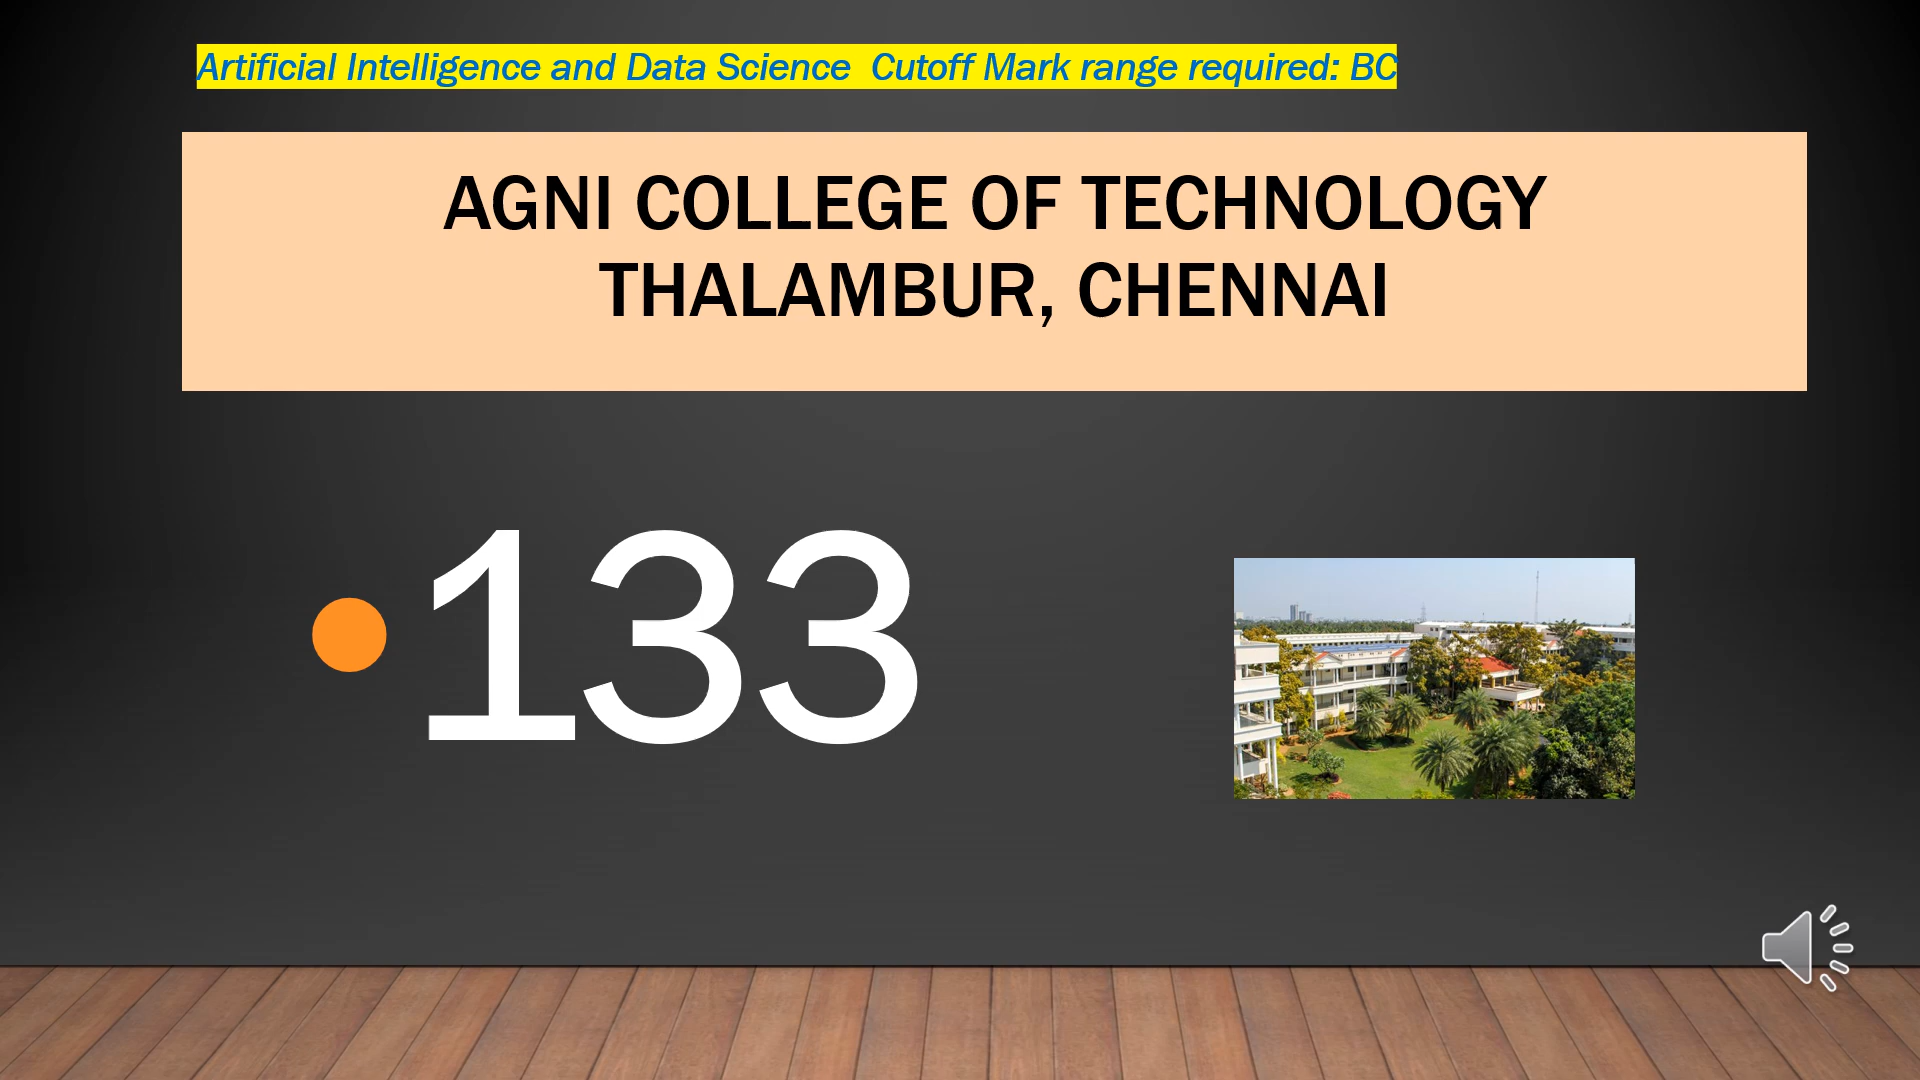 Artificial Intelligence and Data Science  Cutoff Mark range required: BC
AGNI COLLEGE OF TECHNOLOGY
THALAMBUR, CHENNAI
•133